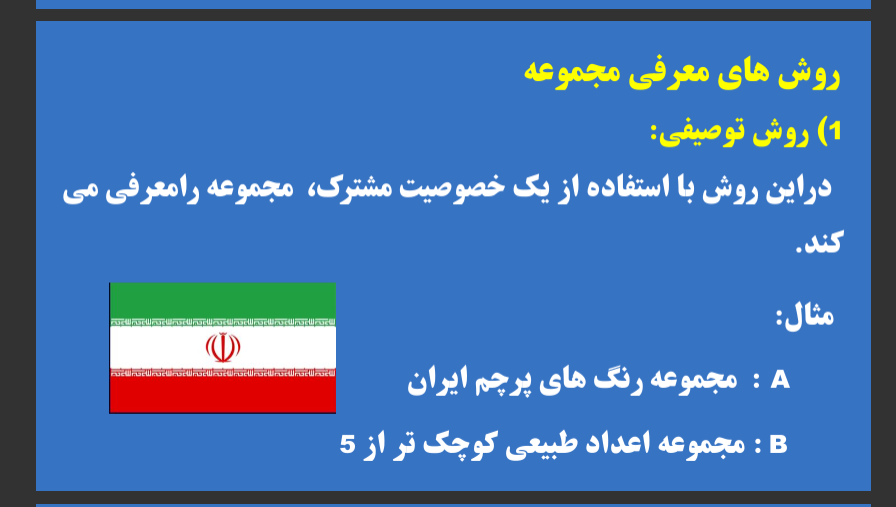 روش های معرفی مجموعه
1) روش توصیفی:
دراین روش با استفاده از یک خصوصیت مشترک، مجموعه رامعرفی می
کند.
مثال:
A : مجموعه رنگ های پرچم ایران
B : مجموعه اعداد طبیعی کوچک تر از 5